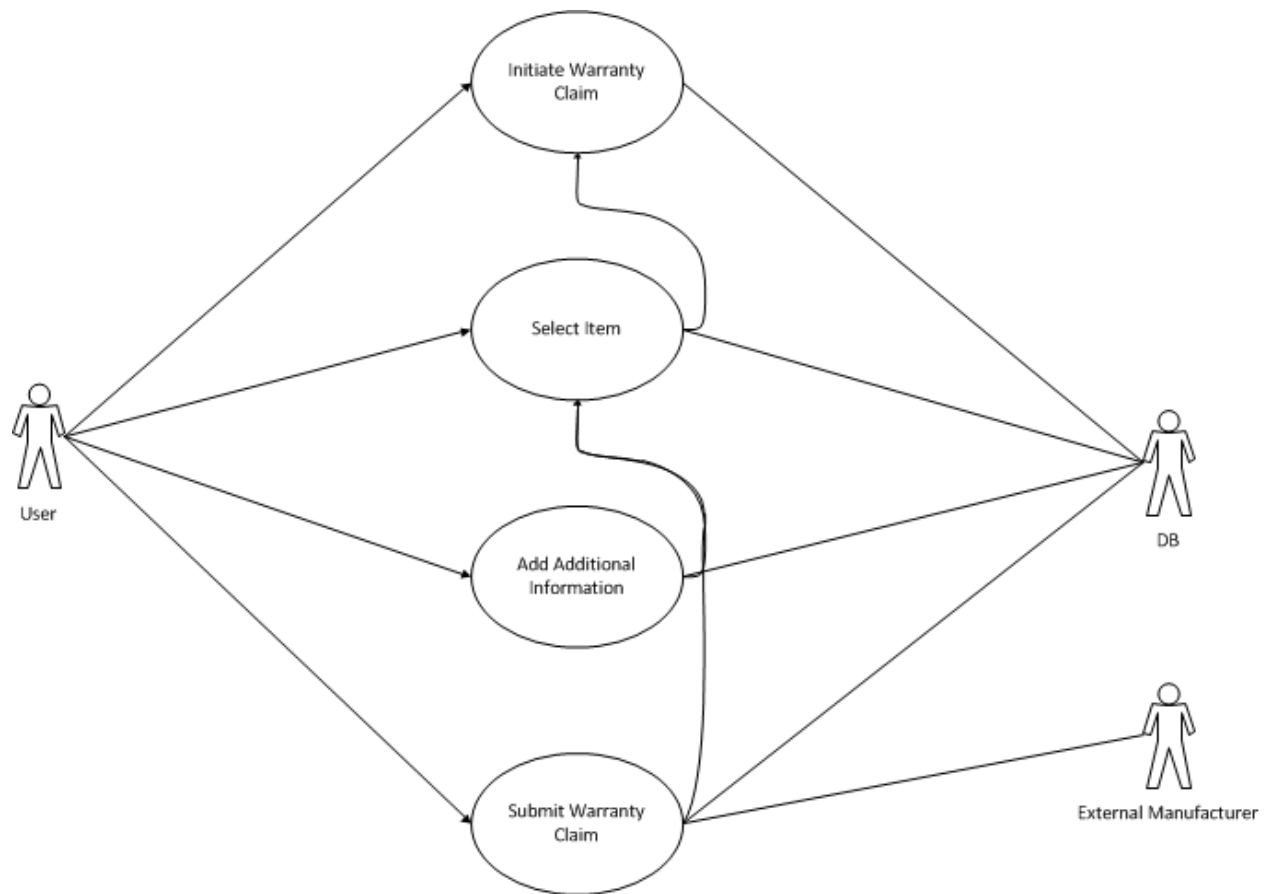 Initiate Warranty
Claim
Select Item
User
Add Additional
Information
DB
Submit Warranty
Claim
External Manufacturer